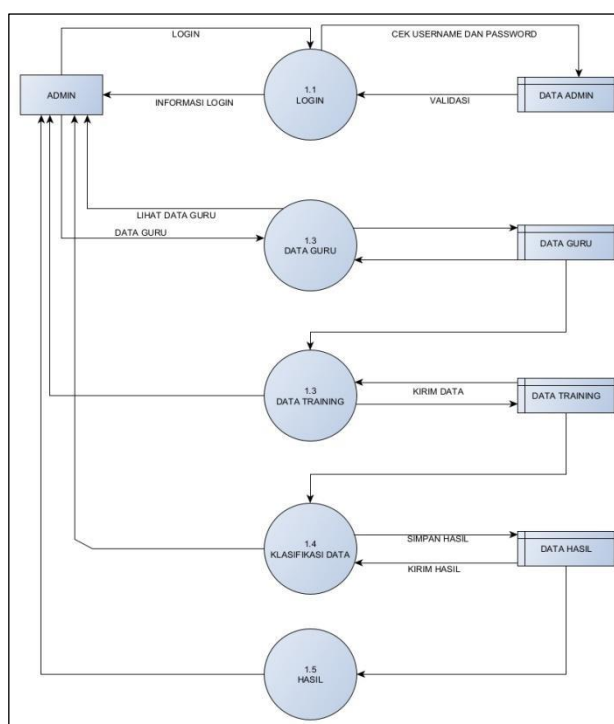 LOGIN
CEK USERNAME DAN PASSWORD
1.1
LOGIN
ADMIN
DATA ADMIN
INFORMASI LOGIN
VALIDASI
LIHAT DATA GURU
DATA GURU
1.3
DATA GURU
DATA GURU
1.3
DATA TRAINING
KIRIM DATA
DATA TRAINING
1.4
KLASIFIKASI DATA
SIMPAN HASIL
DATA HASIL
KIRIM HASIL
1.5
HASIL